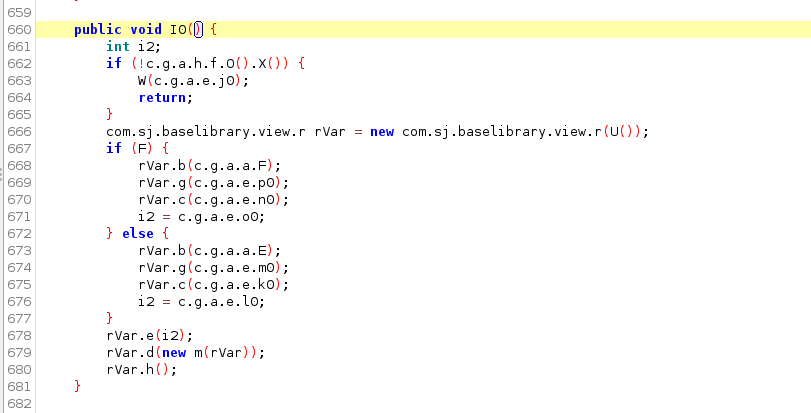 659
660 public void I0() {
661 int i2;
662 if (!c.g.a.h.f.O().X()) {
663 W(c.g.a.e.j0);
664 return;
665 }
666 com.sj.baselibrary.view.r rVar = new com.sj.baselibrary.view.r(U());
667 if (F) {
668 rVar.b(c.g.a.a.F);
669 rVar.g(c.g.a.e.p0);
670 rVar.c(c.g.a.e.n0);
671 i2 = c.g.a.e.o0;
672 } else {
673 rVar.b(c.g.a.a.E);
674 rVar.g(c.g.a.e.m0);
675 rVar.c(c.g.a.e.k0);
676 i2 = c.g.a.e.l0;
677 }
678 rVar.e(i2);
679 rVar.d(new m(rVar));
680 rVar.h();
681 }
682